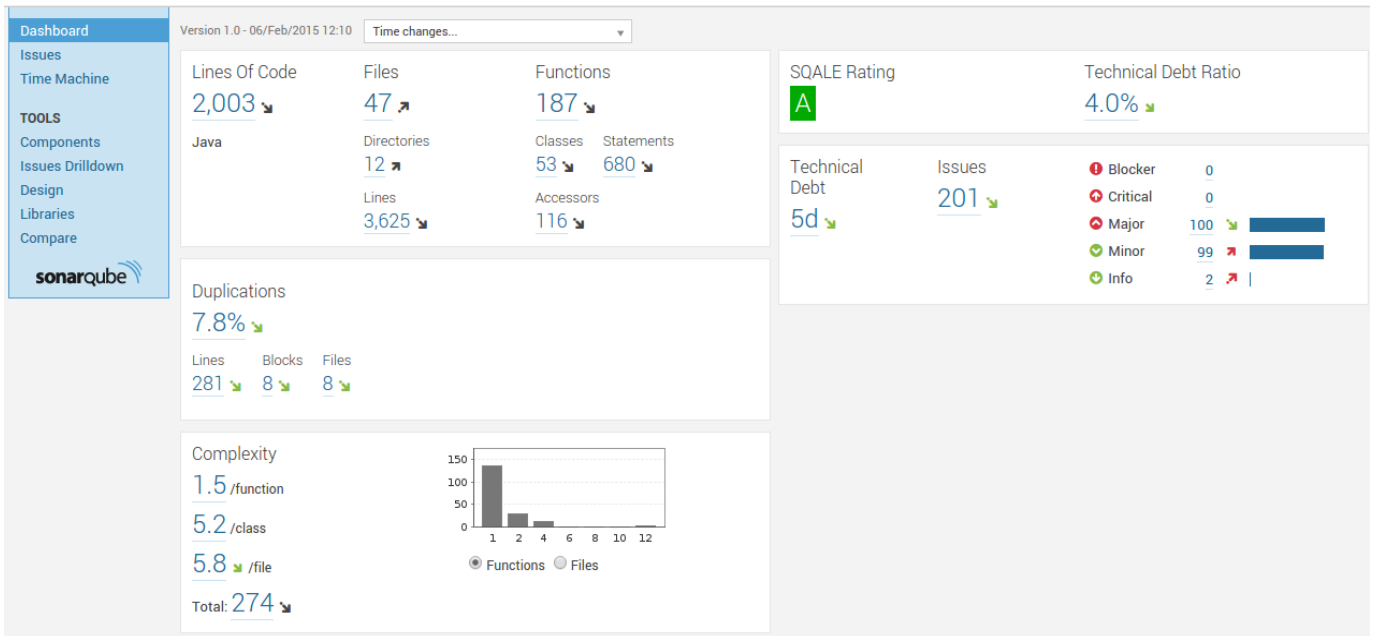 Dashboard
Issues
Time Machine
TOOLS
Components
Issues Drilldown
Design
Libraries
Compare
sonarqube
Version 1.0 - 06/Feb/2015 12:10 Time changes...
Lines Of Code Files Functions
2,003 47 187
Java Directories Classes Statements
12 53 680
Lines Accessors
3,625 116
Duplications
7.8%
Lines Blocks Files
281 8 8
Complexity
1.5 /function
5.2 /class
5.8 /file
Total: 274
150
100
50
0
1 2 4 6 8 10 12
Functions Files
SQALE Rating Technical Debt Ratio
A 4.0%
Technical Debt Issues
5d 201
Blocker 0
Critical 0
Major 100
Minor 99
Info 2